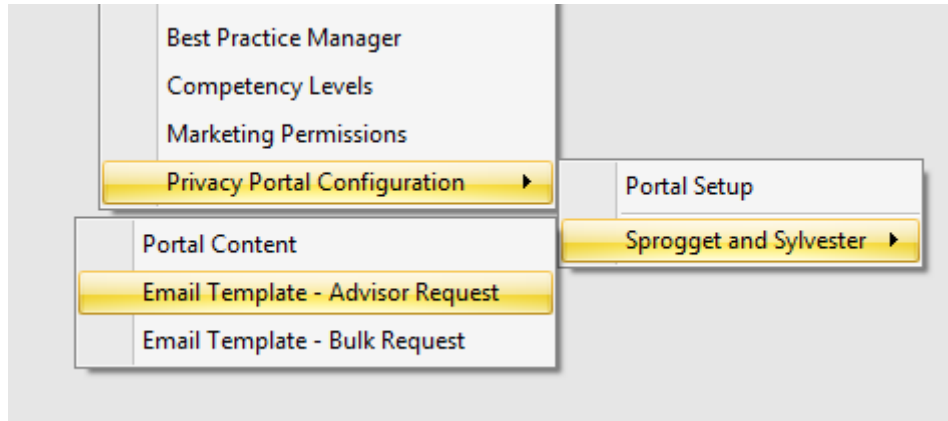 Best Practice Manager
Competency Levels
Marketing Permissions
Privacy Portal Configuration
Portal Setup
Sprogget and Sylvester
Portal Content
Email Template - Advisor Request
Email Template - Bulk Request